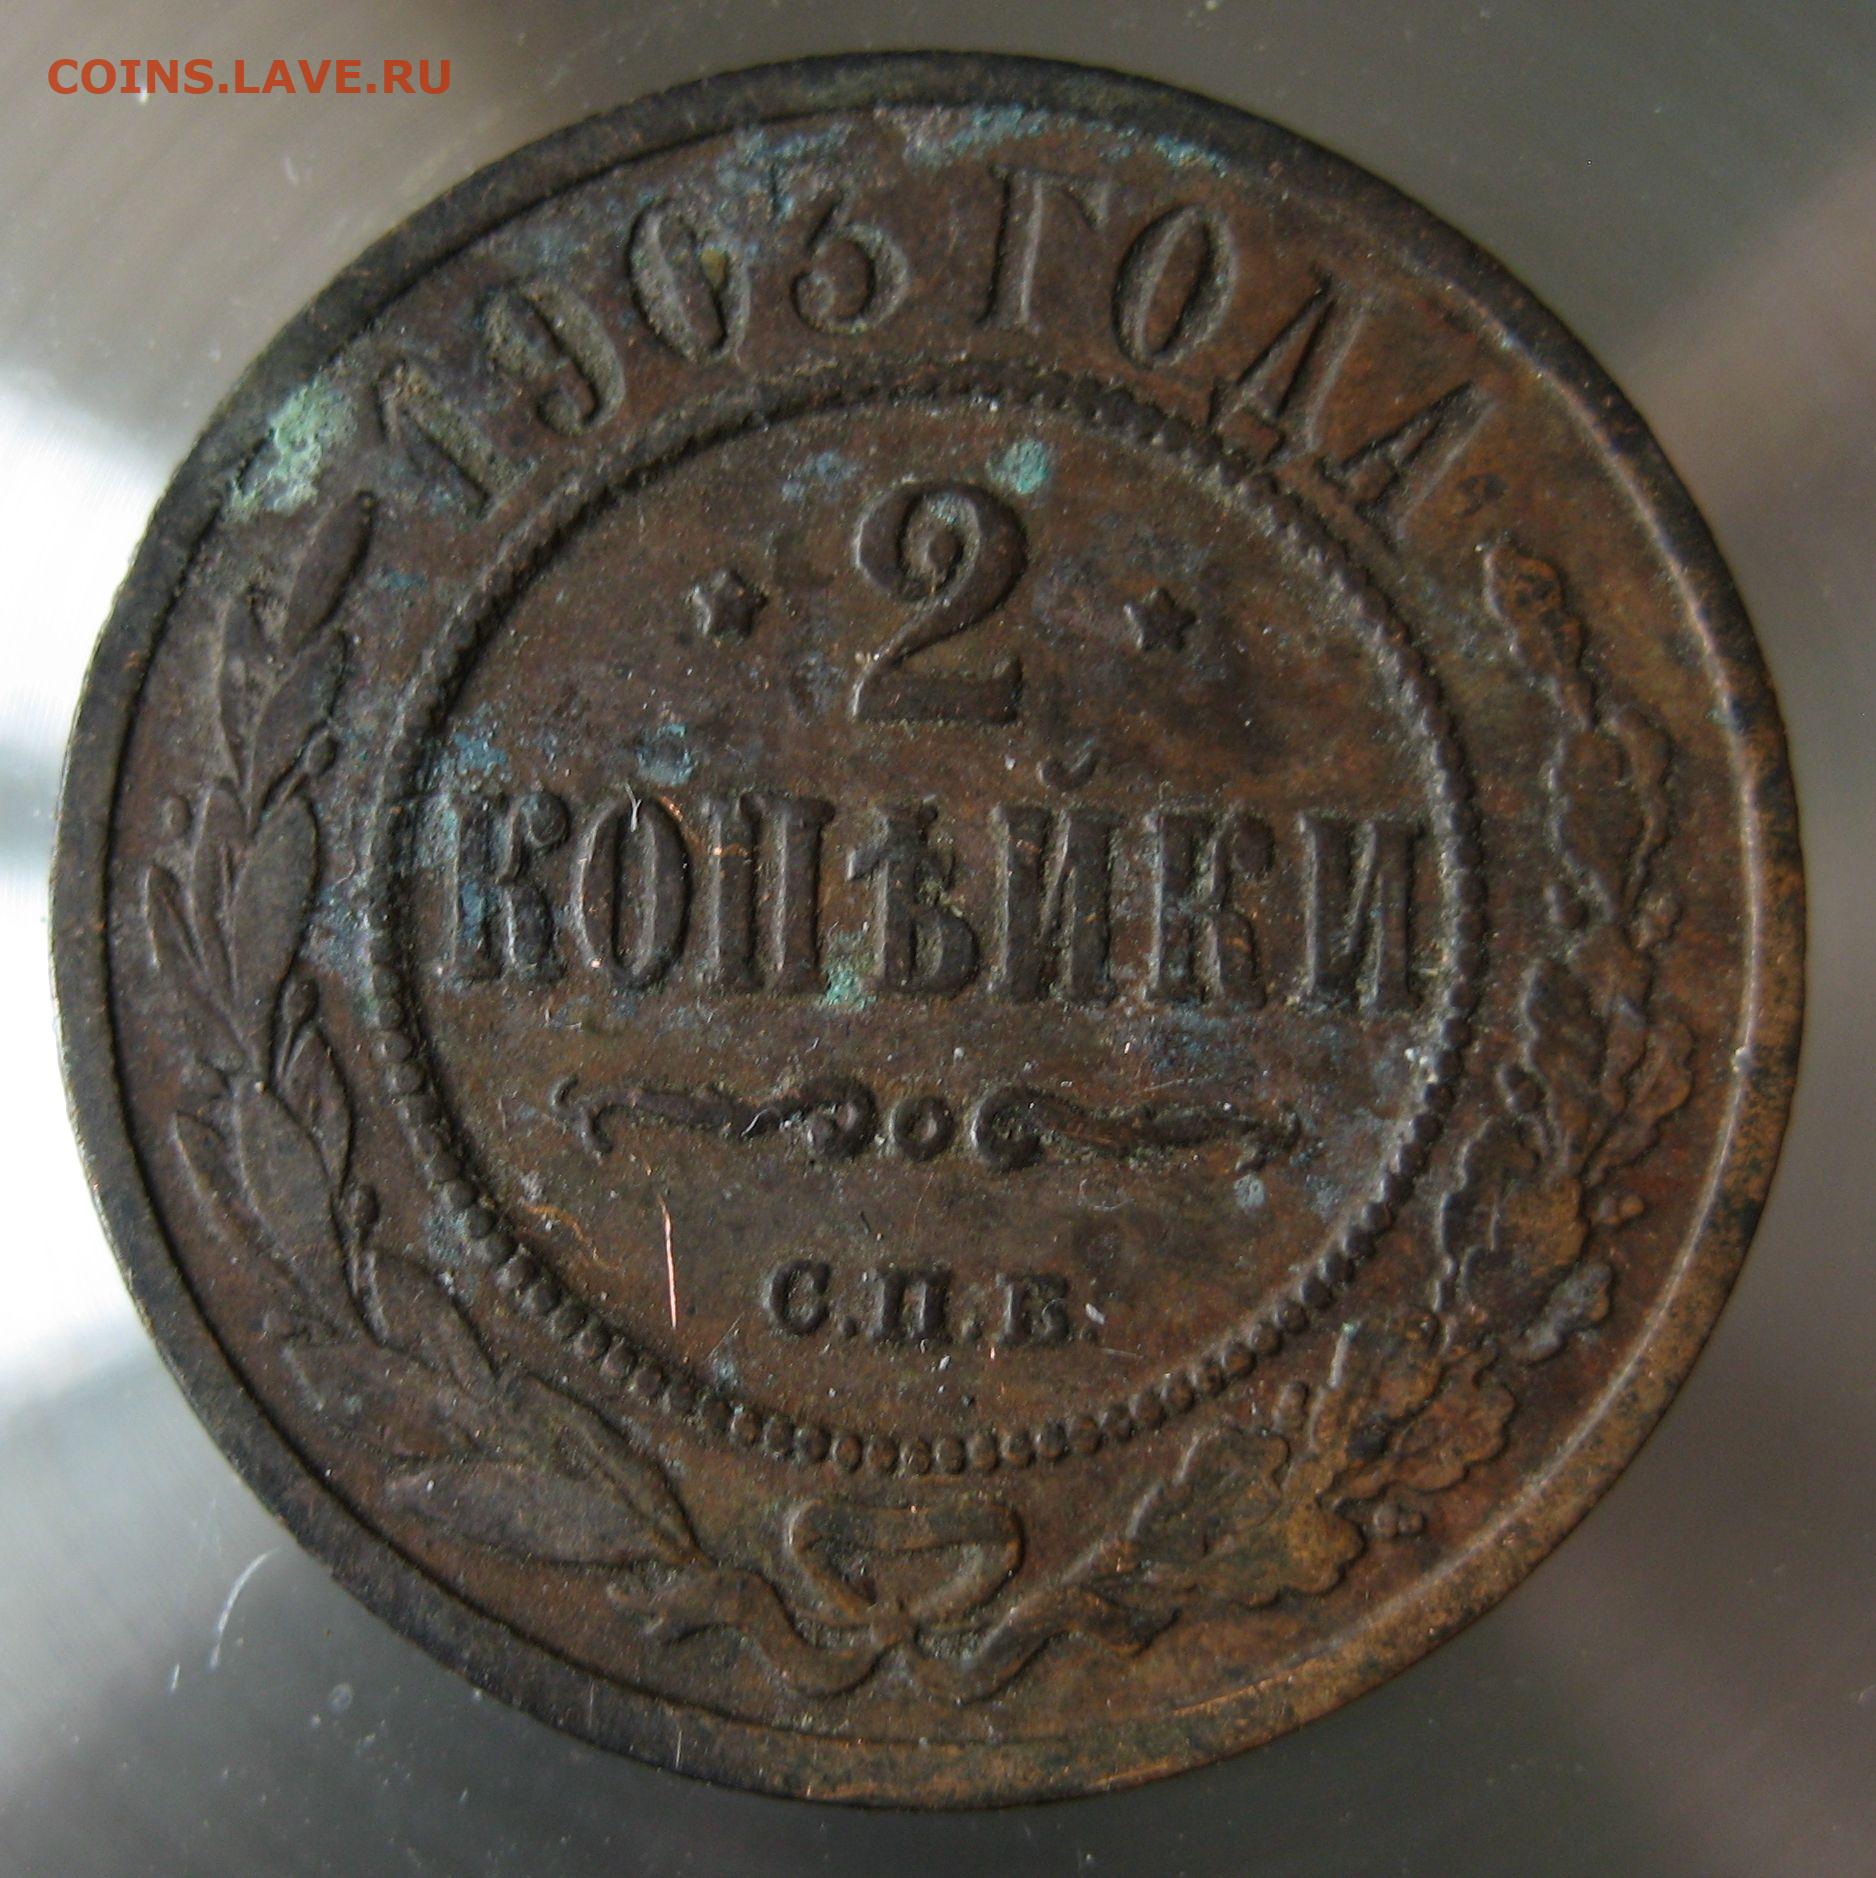 COINS.LAVE.RU
1903 ГОДА.
2
КОПѢЙКИ
С.П.Б.